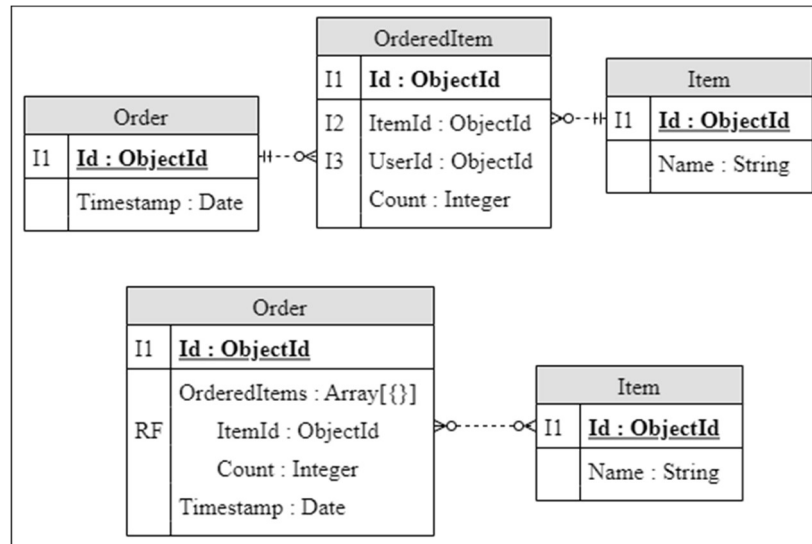 OrderedItem
I1 Id : ObjectId
I2 ItemId : ObjectId
I3 UserId : ObjectId
Count : Integer
Order
I1 Id : ObjectId
Timestamp : Date
Item
I1 Id : ObjectId
Name : String
Order
I1 Id : ObjectId
OrderedItems : Array[{}]
RF ItemId : ObjectId
Count : Integer
Timestamp : Date
Item
I1 Id : ObjectId
Name : String